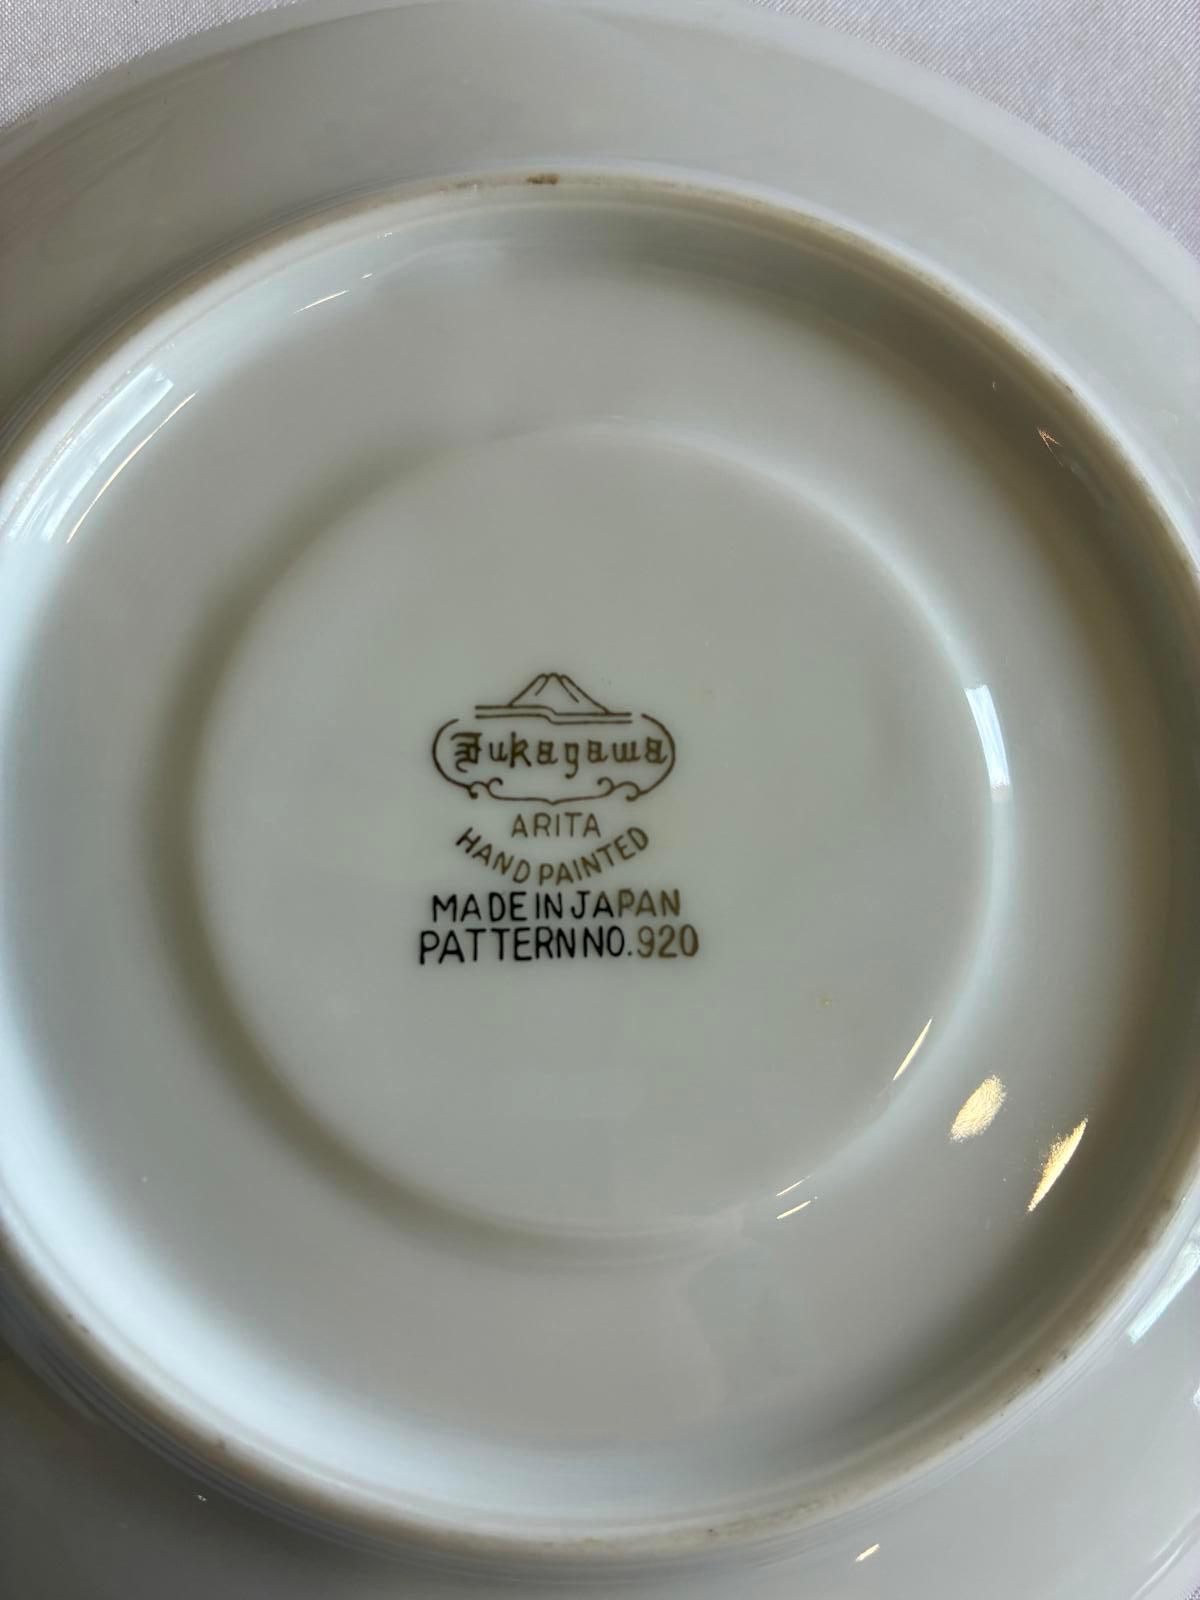 Fukagawa
ARITA
HAND PAINTED
MADE IN JAPAN
PATTERN NO. 920